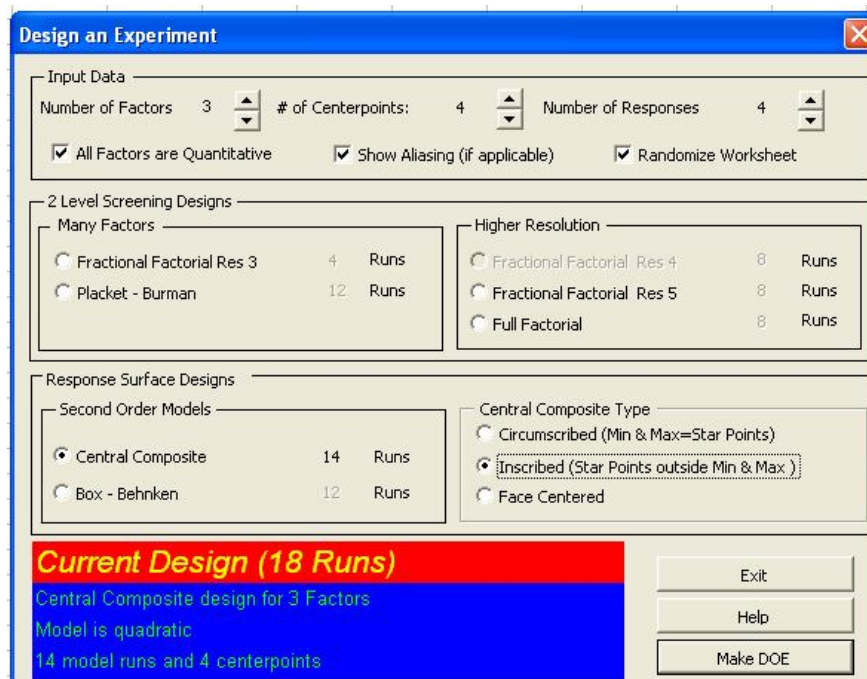 Design an Experiment
Input Data
Number of Factors 3 # of Centerpoints: 4 Number of Responses 4
All Factors are Quantitative Show Aliasing (if applicable) Randomize Worksheet
2 Level Screening Designs
Many Factors
Fractional Factorial Res 3 4 Runs
Placket - Burman 12 Runs
Higher Resolution
Fractional Factorial Res 4 8 Runs
Fractional Factorial Res 5 8 Runs
Full Factorial 8 Runs
Response Surface Designs
Second Order Models
Central Composite 14 Runs
Box - Behnken 12 Runs
Central Composite Type
Circumscribed (Min & Max=Star Points)
Inscribed (Star Points outside Min & Max )
Face Centered
Current Design (18 Runs)
Central Composite design for 3 Factors
Model is quadratic
14 model runs and 4 centerpoints
Exit
Help
Make DOE